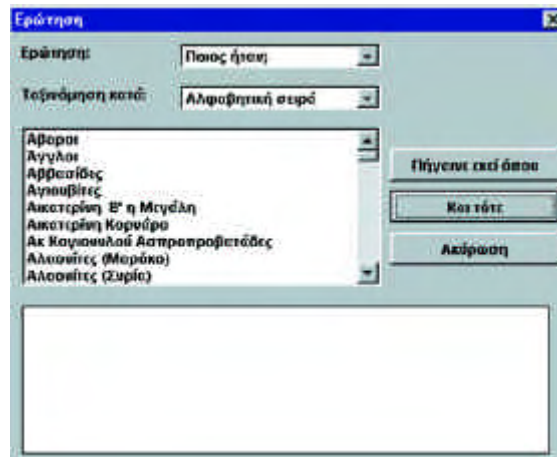 Ερώτηση
Ερώτηση:
Ποιος ήταν;
Ταξινόμηση κατά:
Αλφαβητική σειρά
Άβαροι
Άγγλοι
Αββασίδες
Αγιουβίτες
Αικατερίνη Β' η Μεγάλη
Αικατερίνη Κορνάρο
Ακ Κογιουνλού Ασπροπροβατάδες
Αλαουίτες (Μαρόκο)
Αλαουίτες (Συρία)
Πήγαινε εκεί όπου
Και τότε
Ακύρωση